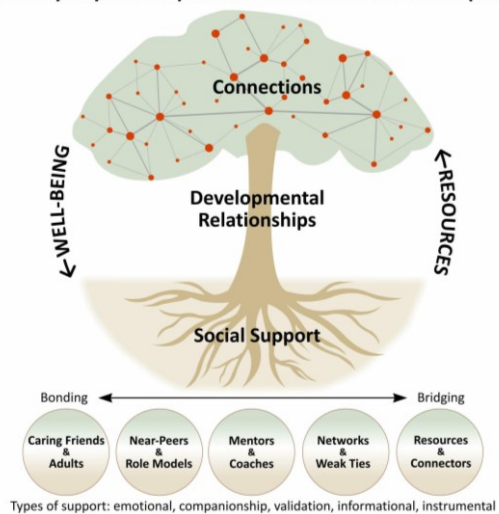 Connections
←WELL-BEING
←RESOURCES
Developmental
Relationships
Social Support
Bonding
Bridging
Caring Friends
&
Adults
Near-Peers
&
Role Models
Mentors
&
Coaches
Networks
&
Weak Ties
Resources
&
Connectors
Types of support: emotional, companionship, validation, informational, instrumental